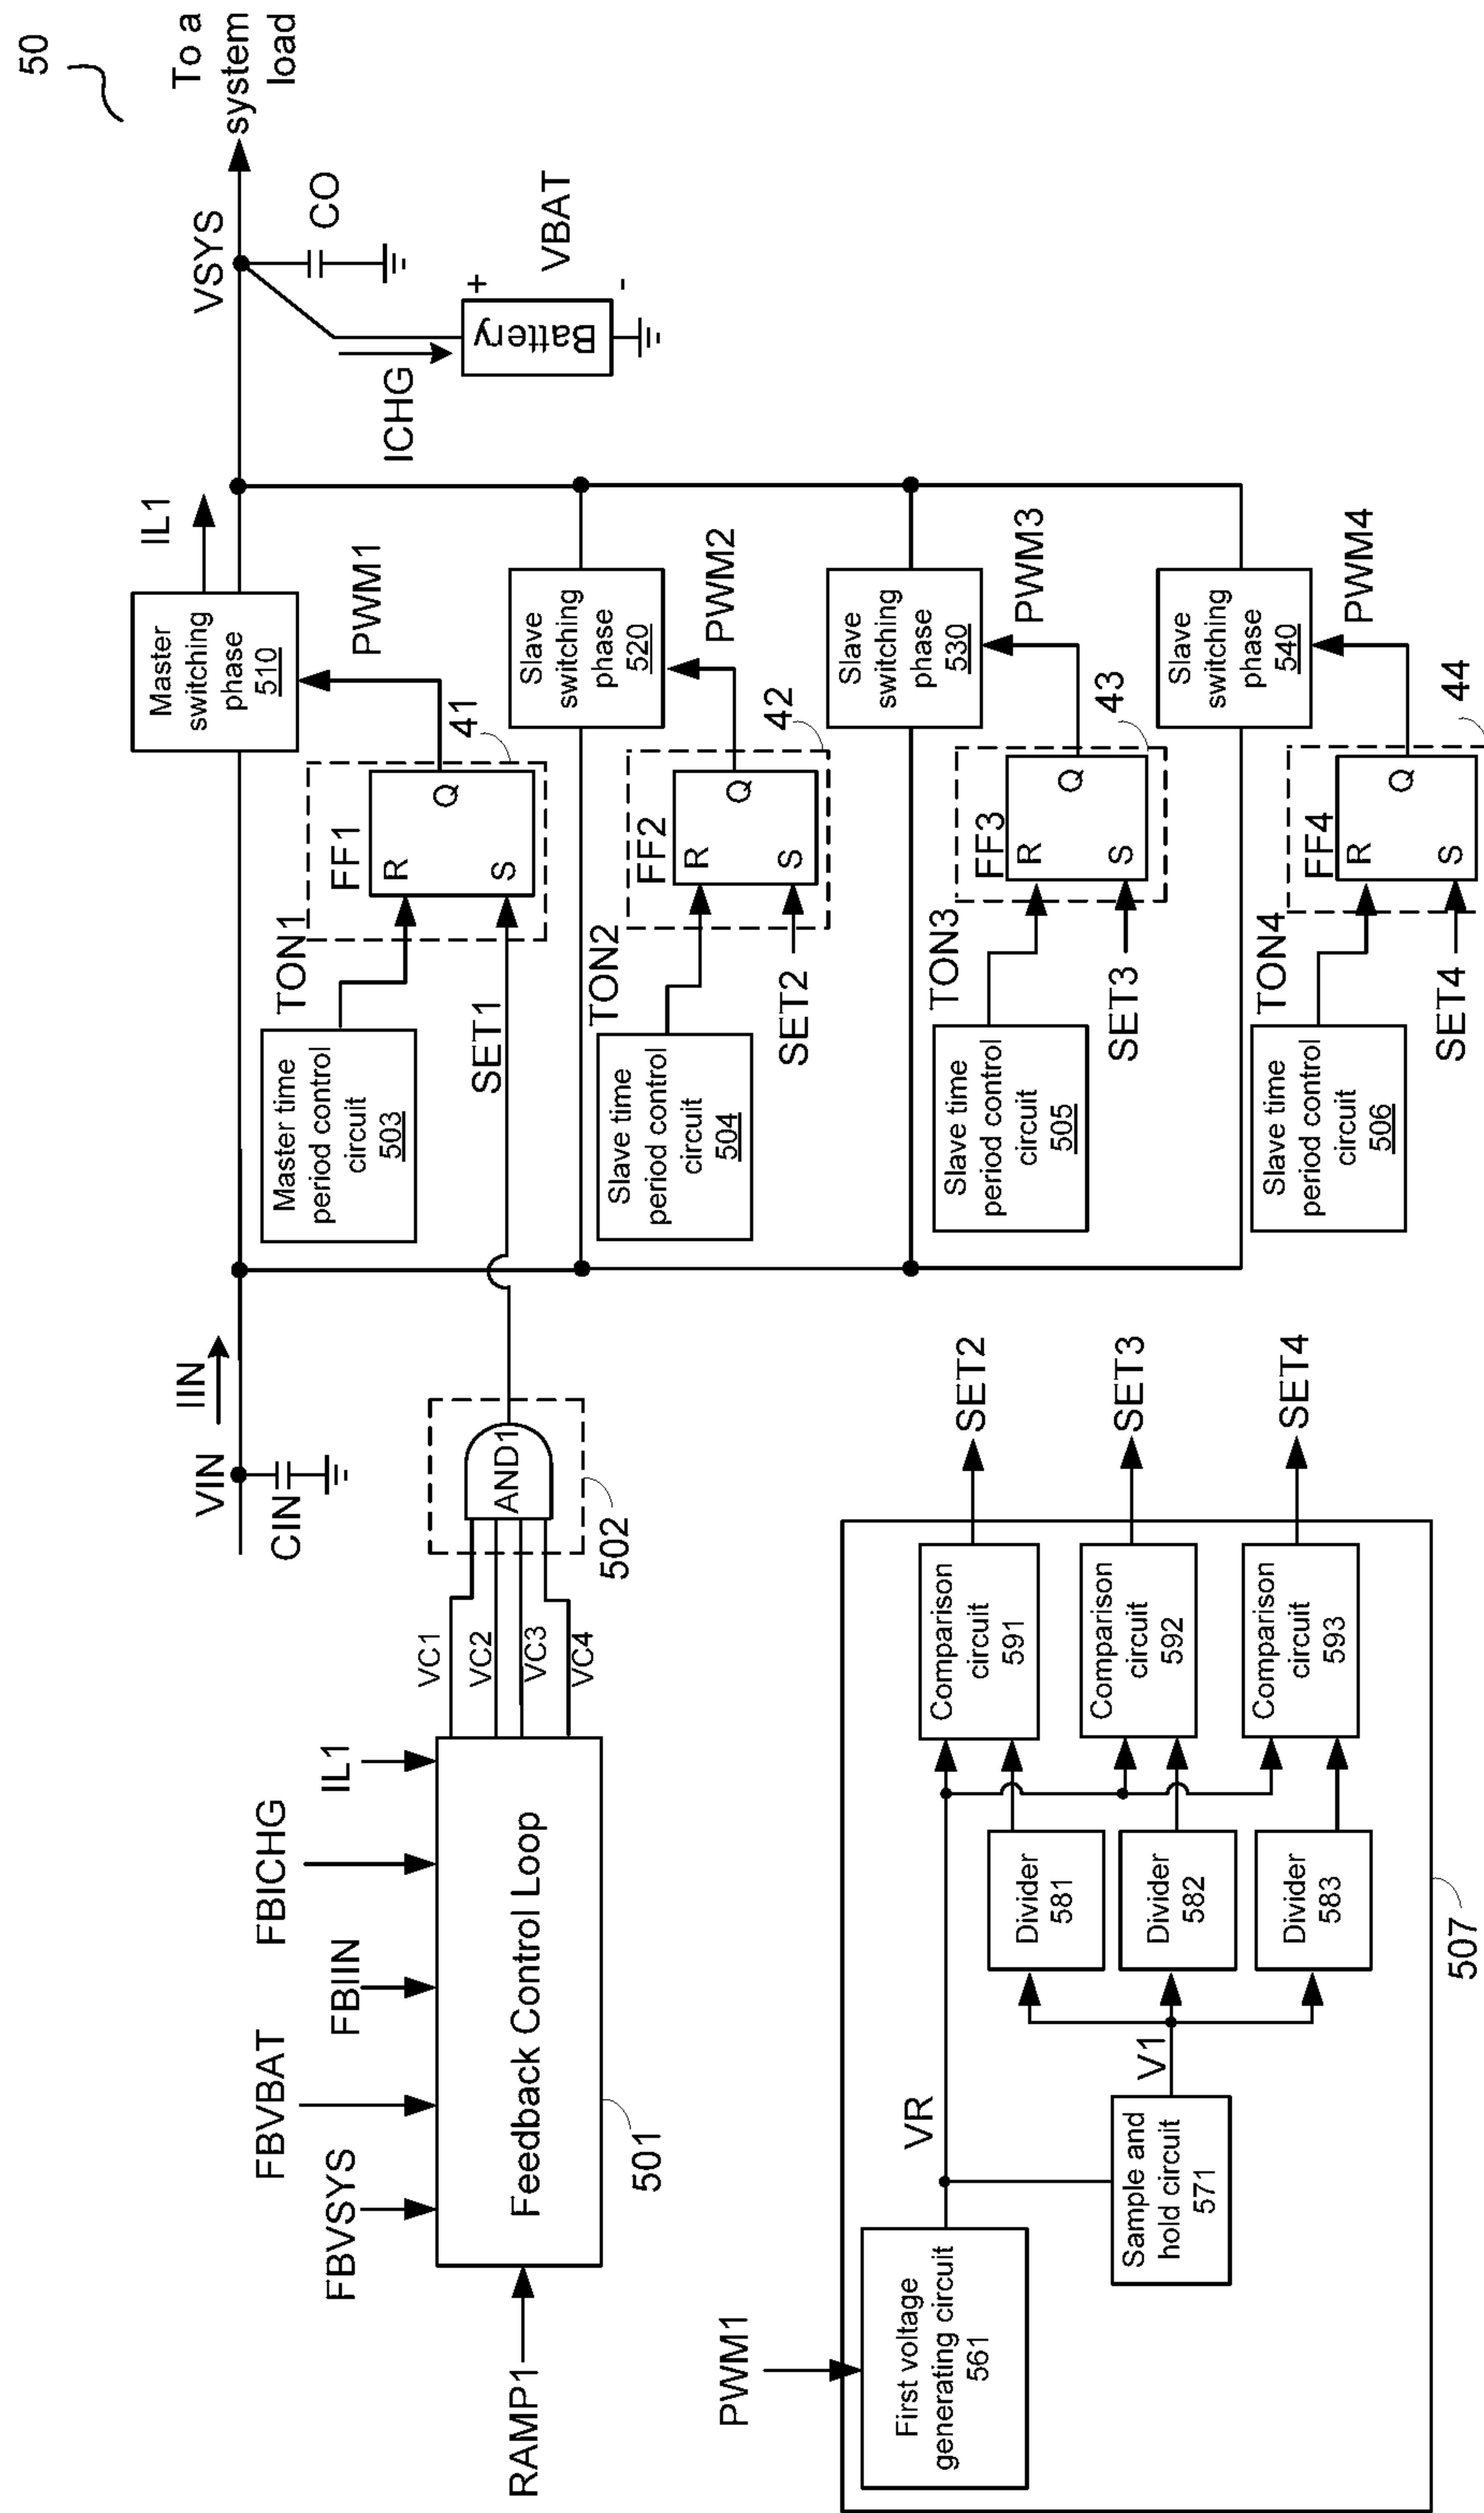 50
To a
system
load
VIN
IIN
CIN
IL1
VSYS
CO
ICHG
Battery
+
-
VBAT
Master
switching
phase
510
PWM1
Master time
period control
circuit
503
TON1
SET1
FF1
R
S
Q
41
Slave
switching
phase
520
PWM2
Slave time
period control
circuit
504
TON2
SET2
FF2
R
S
Q
42
Slave
switching
phase
530
PWM3
Slave time
period control
circuit
505
TON3
SET3
FF3
R
S
Q
43
Slave
switching
phase
540
PWM4
Slave time
period control
circuit
506
TON4
SET4
FF4
R
S
Q
44
FBVSYS
FBVBAT
FBIIN
FBICHG
IL1
RAMP1
Feedback Control Loop
501
VC1
VC2
VC3
VC4
AND1
502
PWM1
First voltage
generating circuit
561
VR
Sample and
hold circuit
571
V1
Divider
581
Divider
582
Divider
583
Comparison
circuit
591
Comparison
circuit
592
Comparison
circuit
593
SET2
SET3
SET4
507